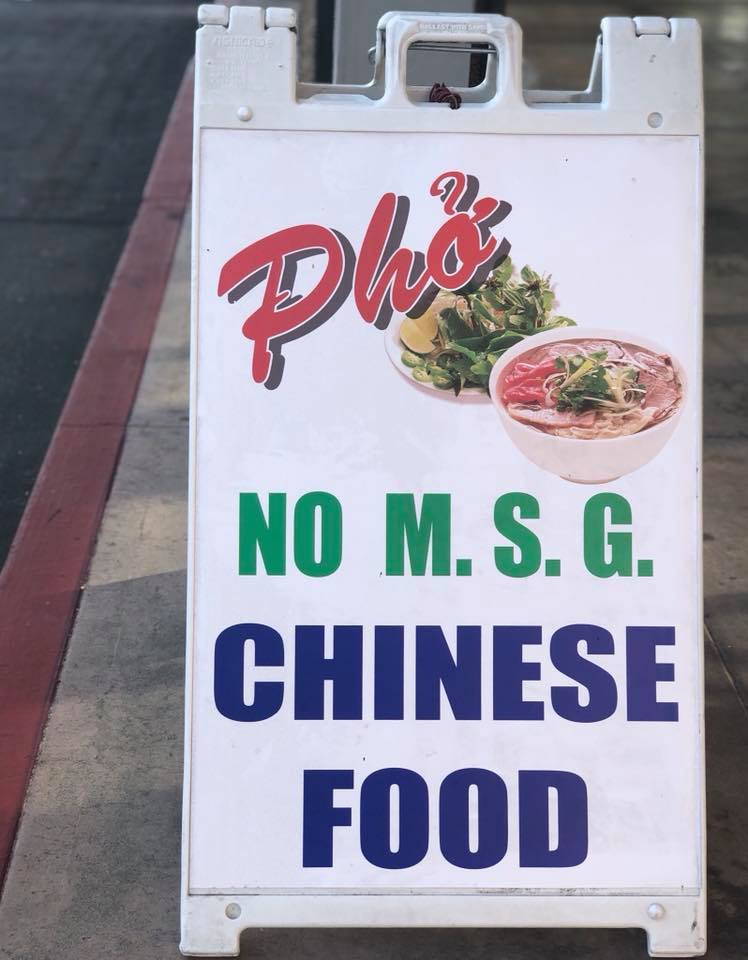 Phở
NO M. S. G.
CHINESE
FOOD